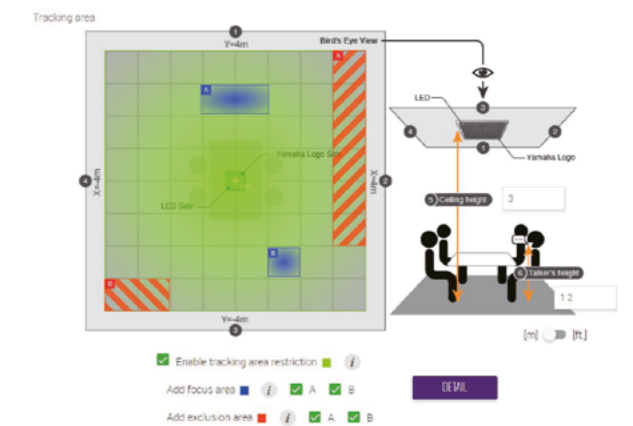 Tracking area
1
Y=4m
Bird's Eye View
A
A
LED
3
4
2
1
Yamaha Logo
Yamaha Logo Side
4
X=-4m
X=4m
2
LED Side
5 Ceiling height
3
B
6 Talker's height
1.2
B
Y=-4m
3
[m]
[ft.]
Enable tracking area restriction
i
Add focus area
i
A
B
DETAIL
Add exclusion area
i
A
B